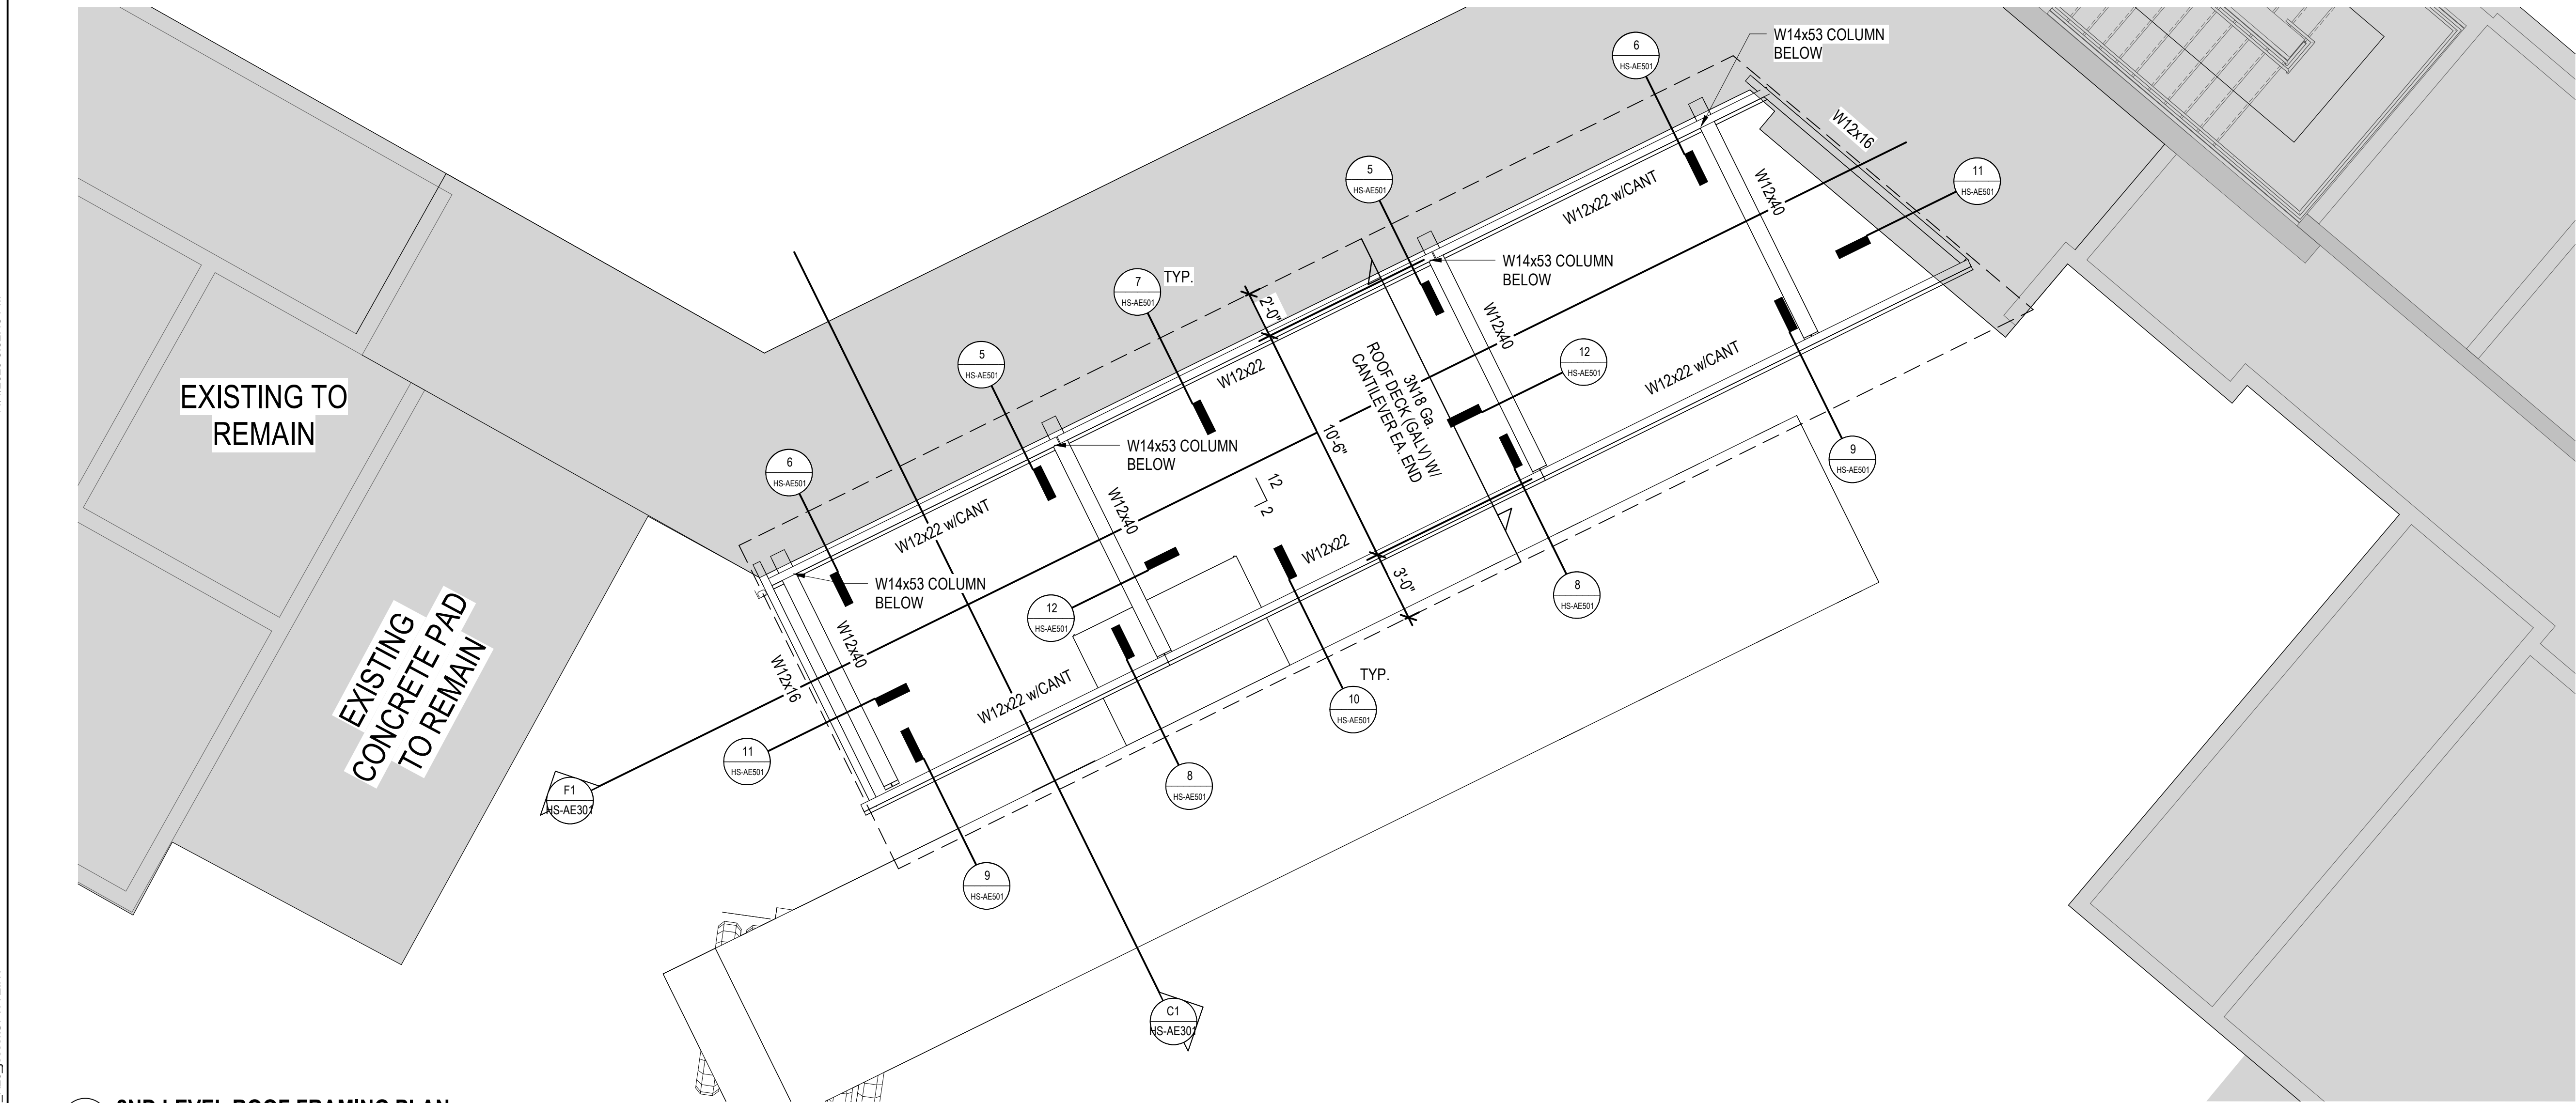 W14x53 COLUMN
BELOW
6
HS-AE501
W12x16
11
HS-AE501
5
HS-AE501
W12x22 w/CANT
W12x40
W14x53 COLUMN
BELOW
7
HS-AE501
TYP.
2'-0"
W12x40
5
HS-AE501
W12x22
ROOF DECK (GALV) W/
3N18 Ga.
CANTILEVER EA. END
12
HS-AE501
W12x22 w/CANT
EXISTING TO
REMAIN
10'-6"
W14x53 COLUMN
BELOW
6
HS-AE501
9
HS-AE501
12
2
W12x40
W12x22 w/CANT
W12x22
W14x53 COLUMN
BELOW
3'-0"
8
HS-AE501
12
HS-AE501
W12x40
W12x16
EXISTING
CONCRETE PAD
TO REMAIN
TYP.
10
HS-AE501
W12x22 w/CANT
11
HS-AE501
8
HS-AE501
F1
HS-AE301
9
HS-AE501
C1
HS-AE301
2ND LEVEL ROOF FRAMING PLAN